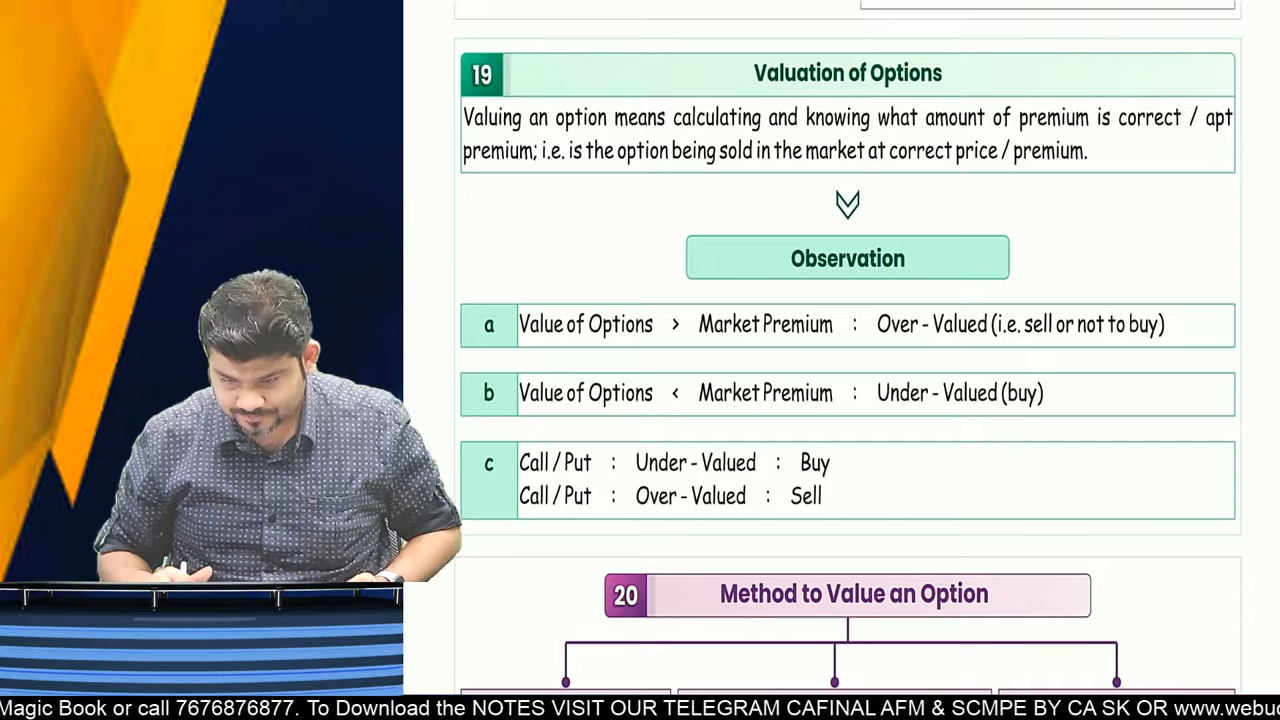 19 Valuation of Options
Valuing an option means calculating and knowing what amount of premium is correct / apt
premium; i.e. is the option being sold in the market at correct price / premium.
Observation
a Value of Options > Market Premium : Over - Valued (i.e. sell or not to buy)
b Value of Options < Market Premium : Under - Valued (buy)
c Call / Put : Under - Valued : Buy
Call / Put : Over - Valued : Sell
20 Method to Value an Option
Magic Book or call 7676876877. To Download the NOTES VISIT OUR TELEGRAM CAFINAL AFM & SCMPE BY CA SK OR www.webuc